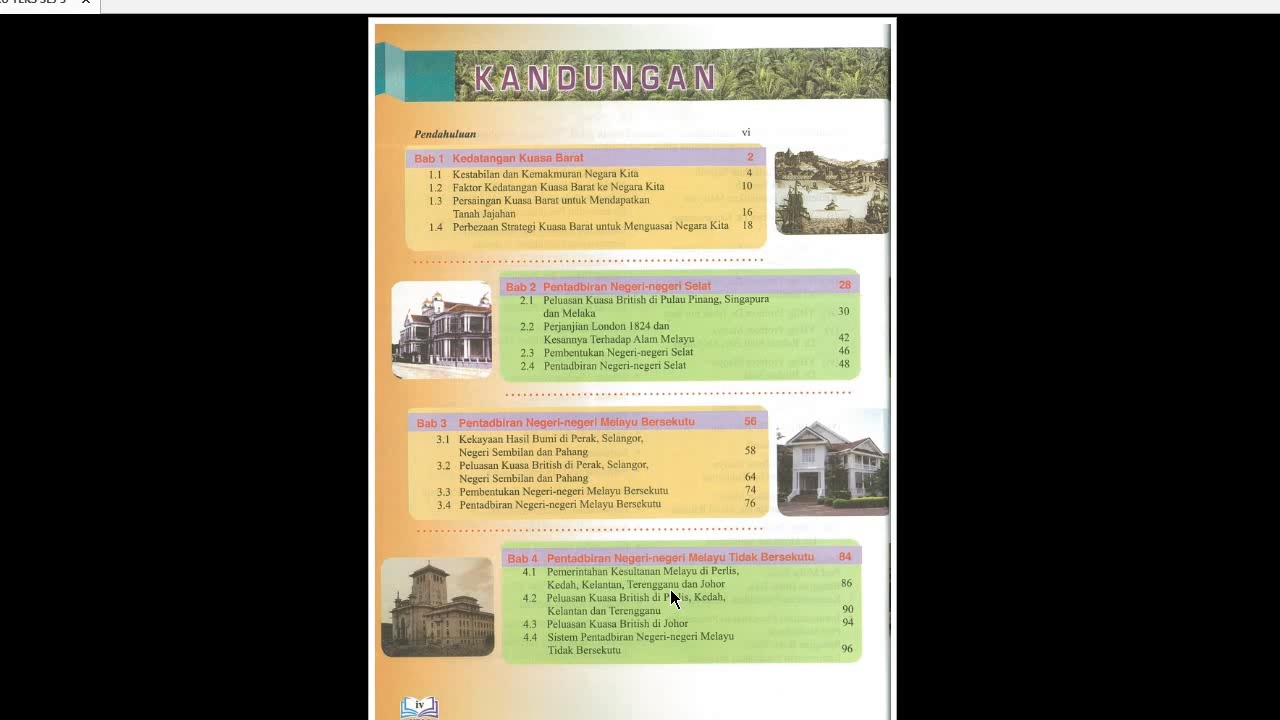 KANDUNGAN
Pendahuluan vi
Bab 1 Kedatangan Kuasa Barat 2
1.1 Kestabilan dan Kemakmuran Negara Kita 4
1.2 Faktor Kedatangan Kuasa Barat ke Negara Kita 10
1.3 Persaingan Kuasa Barat untuk Mendapatkan
Tanah Jajahan 16
1.4 Perbezaan Strategi Kuasa Barat untuk Menguasai Negara Kita 18
Bab 2 Pentadbiran Negeri-negeri Selat 28
2.1 Peluasan Kuasa British di Pulau Pinang, Singapura
dan Melaka 30
2.2 Perjanjian London 1824 dan
Kesannya Terhadap Alam Melayu 42
2.3 Pembentukan Negeri-negeri Selat 46
2.4 Pentadbiran Negeri-negeri Selat 48
Bab 3 Pentadbiran Negeri-negeri Melayu Bersekutu 56
3.1 Kekayaan Hasil Bumi di Perak, Selangor,
Negeri Sembilan dan Pahang 58
3.2 Peluasan Kuasa British di Perak, Selangor,
Negeri Sembilan dan Pahang 64
3.3 Pembentukan Negeri-negeri Melayu Bersekutu 74
3.4 Pentadbiran Negeri-negeri Melayu Bersekutu 76
Bab 4 Pentadbiran Negeri-negeri Melayu Tidak Bersekutu 84
4.1 Pemerintahan Kesultanan Melayu di Perlis,
Kedah, Kelantan, Terengganu dan Johor 86
4.2 Peluasan Kuasa British di Perlis, Kedah,
Kelantan dan Terengganu 90
4.3 Peluasan Kuasa British di Johor 94
4.4 Sistem Pentadbiran Negeri-negeri Melayu
Tidak Bersekutu 96
iv